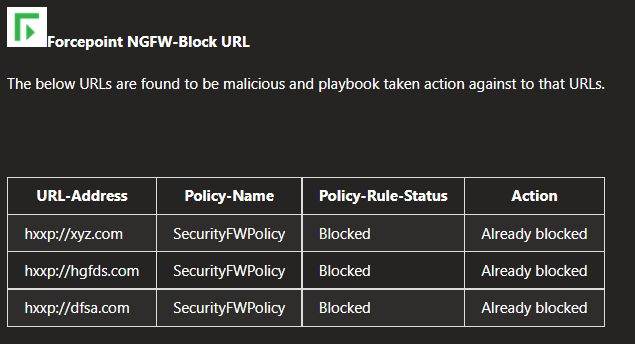 Forcepoint NGFW-Block URL
The below URLs are found to be malicious and playbook taken action against to that URLs.
URL-Address Policy-Name Policy-Rule-Status Action
hxxp://xyz.com SecurityFWPolicy Blocked Already blocked
hxxp://hgfds.com SecurityFWPolicy Blocked Already blocked
hxxp://dfsa.com SecurityFWPolicy Blocked Already blocked